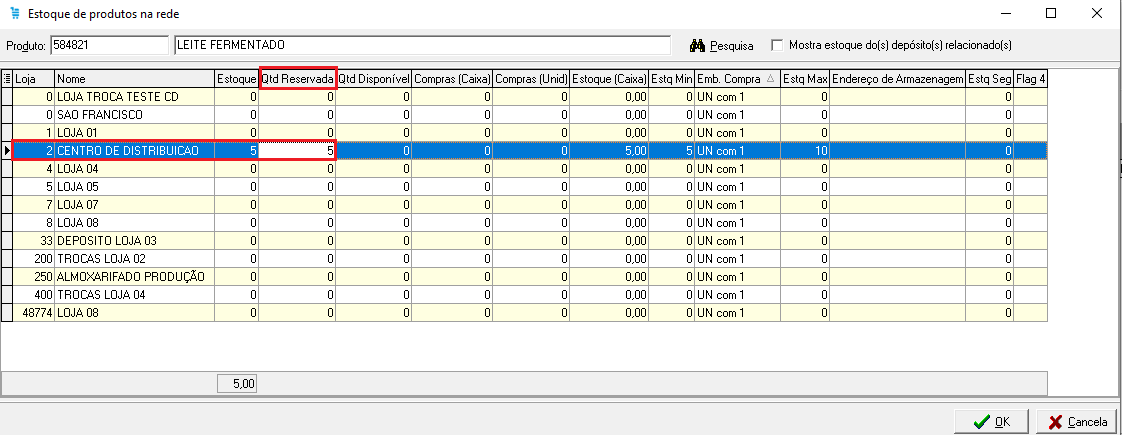 Estoque de produtos na rede
Produto: 584821 LEITE FERMENTADO Pesquisa Mostra estoque do(s) depósito(s) relacionado(s)
Loja Nome Estoque Qtd Reservada Qtd Disponível Compras (Caixa) Compras (Unid) Estoque (Caixa) Estq Min Emb. Compra Estq Max Endereço de Armazenagem Estq Seg Flag 4
0 LOJA TROCA TESTE CD 0 0 0 0 0 0,00 0 UN com 1 0 0
0 SAO FRANCISCO 0 0 0 0 0 0,00 0 UN com 1 0 0
1 LOJA 01 0 0 0 0 0 0,00 0 UN com 1 0 0
2 CENTRO DE DISTRIBUICAO 5 5 0 0 0 5,00 5 UN com 1 10 0
4 LOJA 04 0 0 0 0 0 0,00 0 UN com 1 0 0
5 LOJA 05 0 0 0 0 0 0,00 0 UN com 1 0 0
7 LOJA 07 0 0 0 0 0 0,00 0 UN com 1 0 0
8 LOJA 08 0 0 0 0 0 0,00 0 UN com 1 0 0
33 DEPOSITO LOJA 03 0 0 0 0 0 0,00 0 UN com 1 0 0
200 TROCAS LOJA 02 0 0 0 0 0 0,00 0 UN com 1 0 0
250 ALMOXARIFADO PRODUÇÃO 0 0 0 0 0 0,00 0 UN com 1 0 0
400 TROCAS LOJA 04 0 0 0 0 0 0,00 0 UN com 1 0 0
48774 LOJA 08 0 0 0 0 0 0,00 0 UN com 1 0 0
5,00
OK Cancela